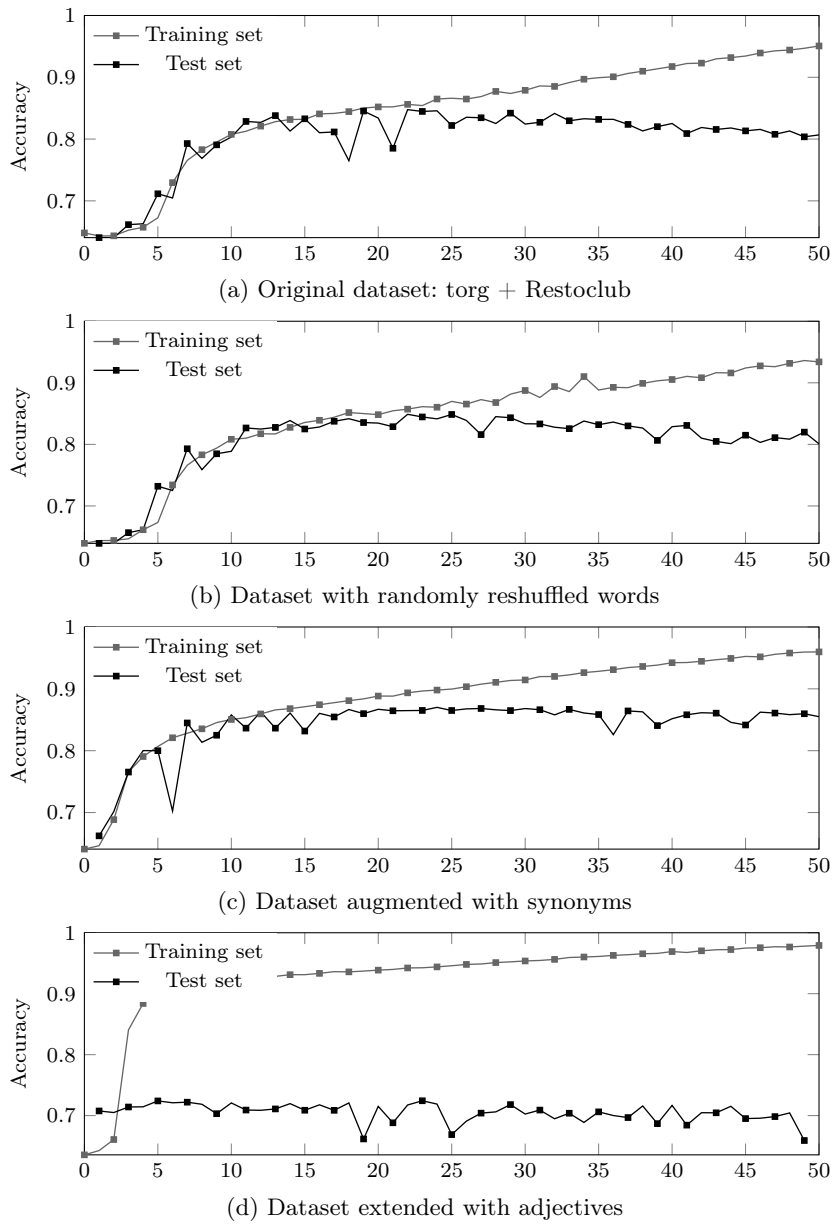 1
Training set
Test set
0.9
0.8
0.7
Accuracy
0 5 10 15 20 25 30 35 40 45 50
(a) Original dataset: torg + Restoclub
1
Training set
Test set
0.9
0.8
0.7
Accuracy
0 5 10 15 20 25 30 35 40 45 50
(b) Dataset with randomly reshuffled words
1
Training set
Test set
0.9
0.8
0.7
Accuracy
0 5 10 15 20 25 30 35 40 45 50
(c) Dataset augmented with synonyms
1
Training set
Test set
0.9
0.8
0.7
Accuracy
0 5 10 15 20 25 30 35 40 45 50
(d) Dataset extended with adjectives